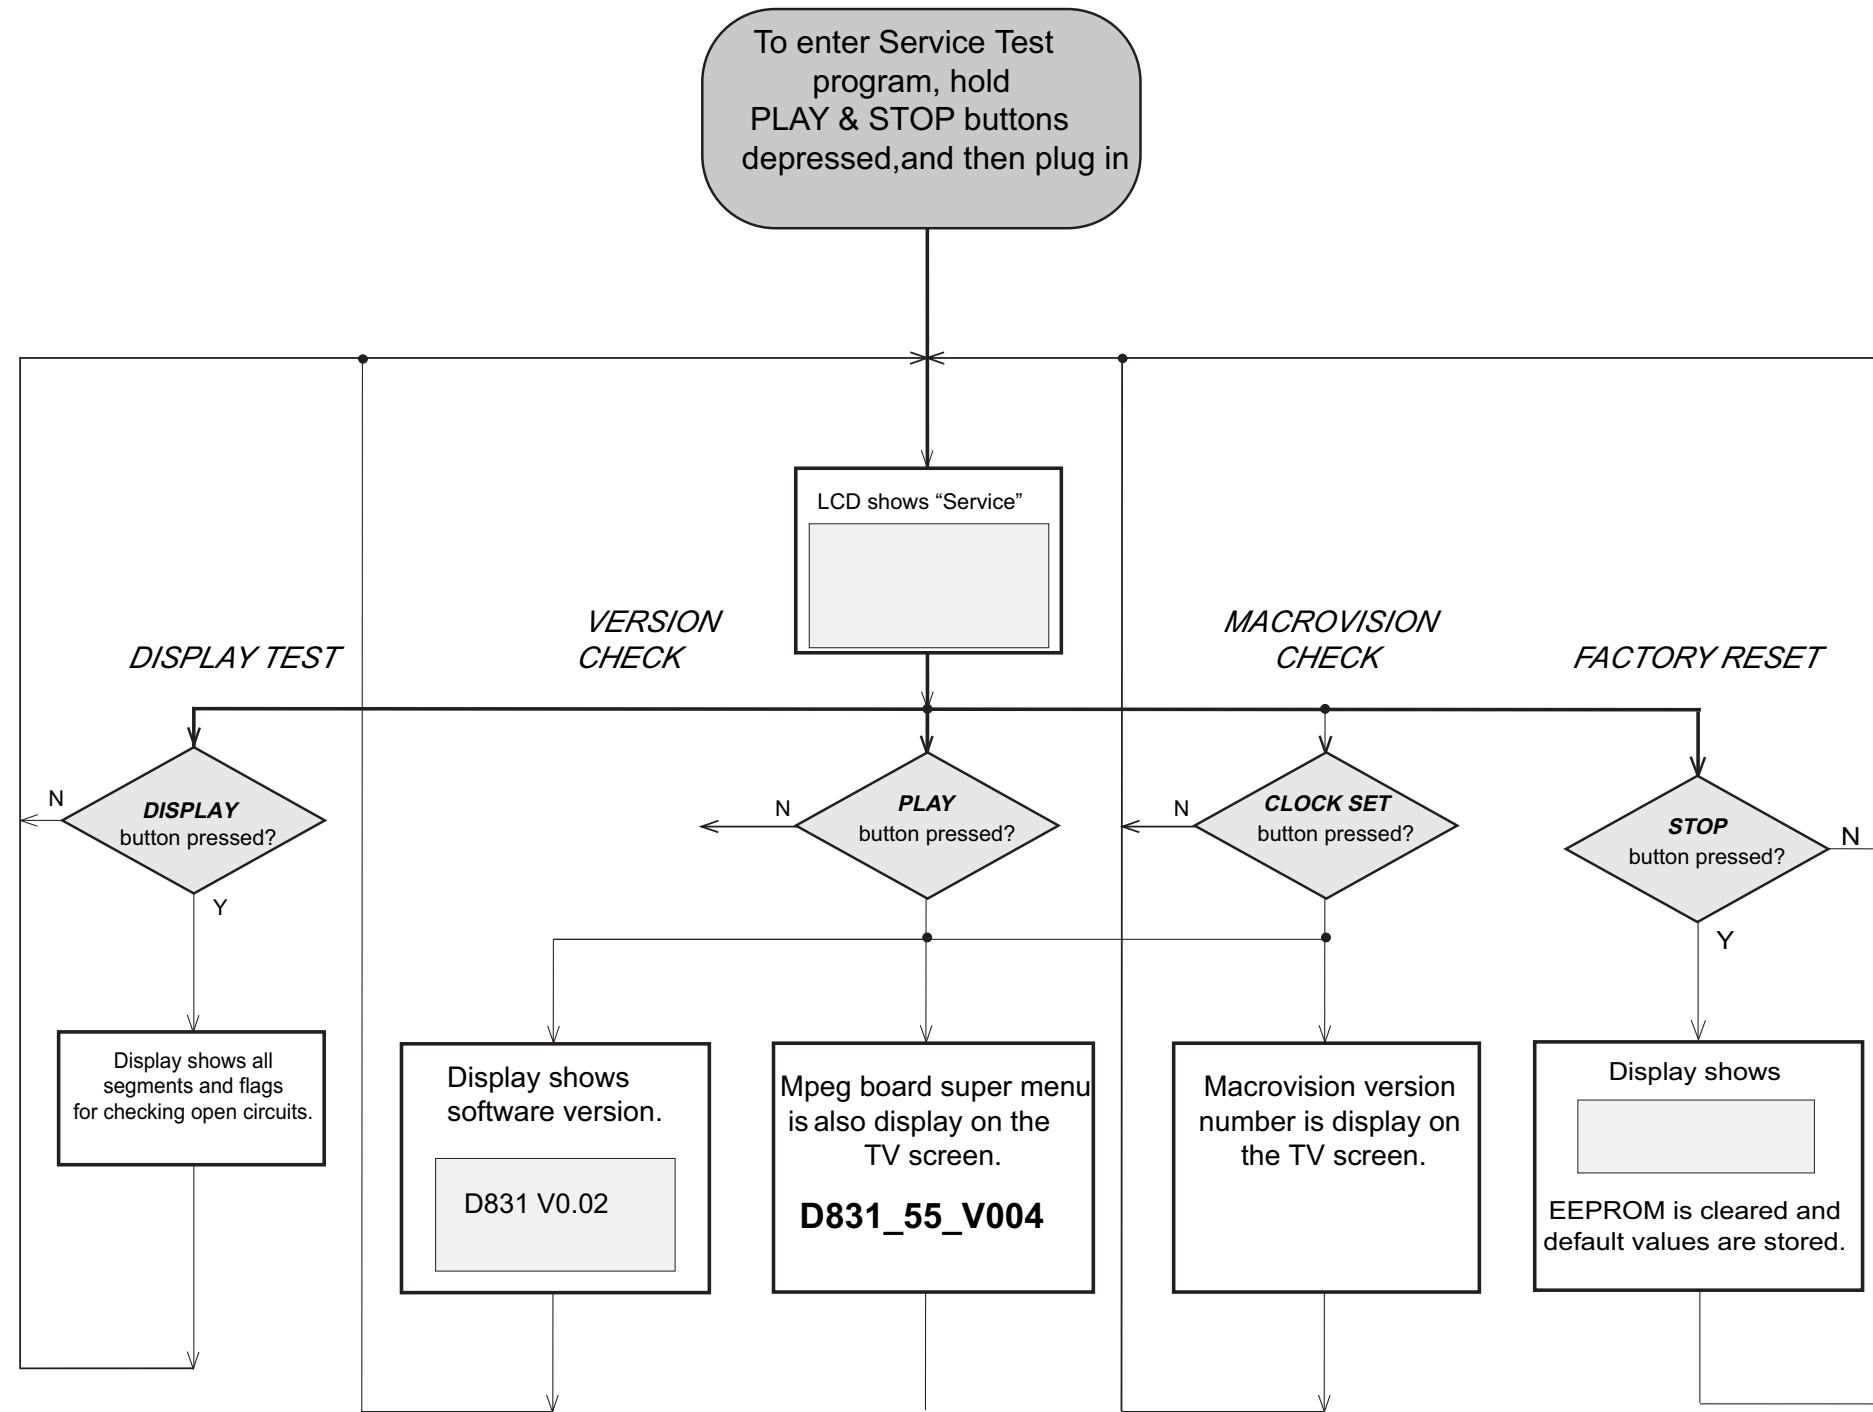 To enter Service Test
program, hold
PLAY & STOP buttons
depressed,and then plug in
LCD shows “Service”
DISPLAY TEST
VERSION
CHECK
MACROVISION
CHECK
FACTORY RESET
N
DISPLAY
button pressed?
Y
N
PLAY
button pressed?
N
CLOCK SET
button pressed?
STOP
button pressed?
N
Y
Display shows all
segments and flags
for checking open circuits.
Display shows
software version.
D831 V0.02
Mpeg board super menu
is also display on the
TV screen.
D831_55_V004
Macrovision version
number is display on
the TV screen.
Display shows
EEPROM is cleared and
default values are stored.